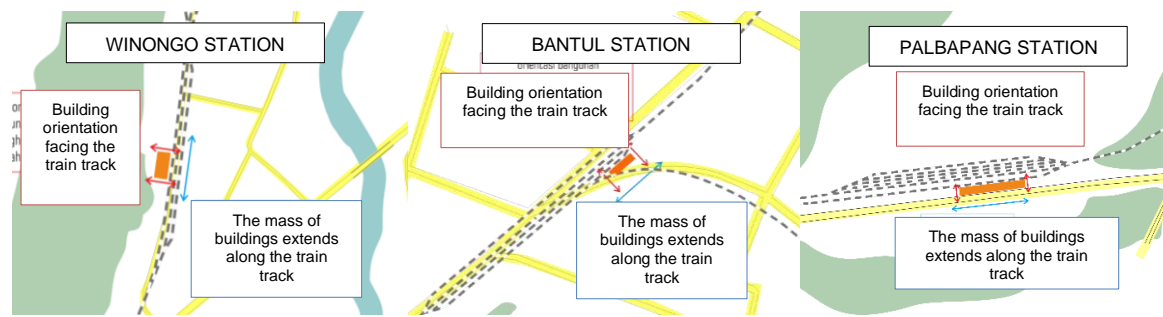 WINONGO STATION
Building
orientation
facing the
train track
The mass of
buildings extends
along the train
track
BANTUL STATION
orientasi bangunan
Building orientation
facing the train track
The mass of
buildings extends
along the train
track
PALBAPANG STATION
Building orientation
facing the train track
The mass of buildings
extends along the train
track